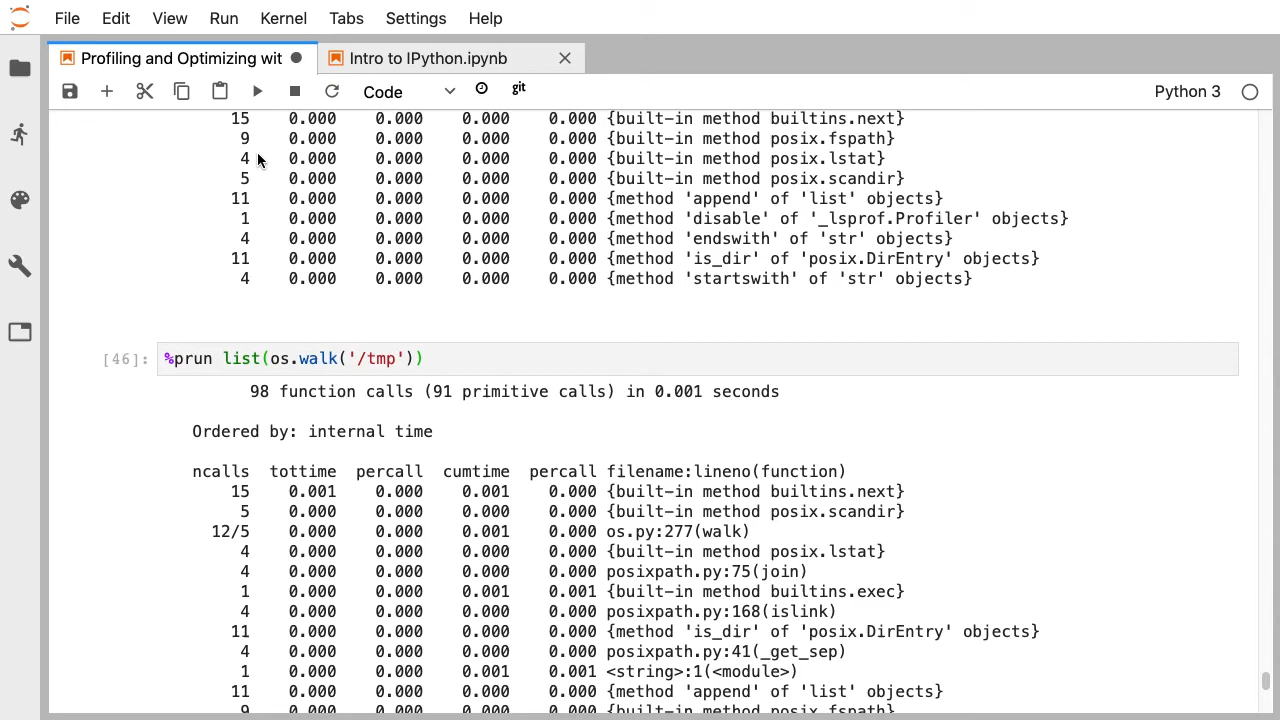 File Edit View Run Kernel Tabs Settings Help
Profiling and Optimizing wit Intro to IPython.ipynb
Code git Python 3
15 0.000 0.000 0.000 0.000 {built-in method builtins.next}
9 0.000 0.000 0.000 0.000 {built-in method posix.fspath}
4 0.000 0.000 0.000 0.000 {built-in method posix.lstat}
5 0.000 0.000 0.000 0.000 {built-in method posix.scandir}
11 0.000 0.000 0.000 0.000 {method 'append' of 'list' objects}
1 0.000 0.000 0.000 0.000 {method 'disable' of '_lsprof.Profiler' objects}
4 0.000 0.000 0.000 0.000 {method 'endswith' of 'str' objects}
11 0.000 0.000 0.000 0.000 {method 'is_dir' of 'posix.DirEntry' objects}
4 0.000 0.000 0.000 0.000 {method 'startswith' of 'str' objects}
[46]: %prun list(os.walk('/tmp'))
98 function calls (91 primitive calls) in 0.001 seconds
Ordered by: internal time
ncalls tottime percall cumtime percall filename:lineno(function)
15 0.001 0.000 0.001 0.000 {built-in method builtins.next}
5 0.000 0.000 0.000 0.000 {built-in method posix.scandir}
12/5 0.000 0.000 0.001 0.000 os.py:277(walk)
4 0.000 0.000 0.000 0.000 {built-in method posix.lstat}
4 0.000 0.000 0.000 0.000 posixpath.py:75(join)
1 0.000 0.000 0.001 0.001 {built-in method builtins.exec}
4 0.000 0.000 0.000 0.000 posixpath.py:168(islink)
11 0.000 0.000 0.000 0.000 {method 'is_dir' of 'posix.DirEntry' objects}
4 0.000 0.000 0.000 0.000 posixpath.py:41(_get_sep)
1 0.000 0.000 0.001 0.001 <string>:1(<module>)
11 0.000 0.000 0.000 0.000 {method 'append' of 'list' objects}
9 0.000 0.000 0.000 0.000 {built-in method posix.fspath}